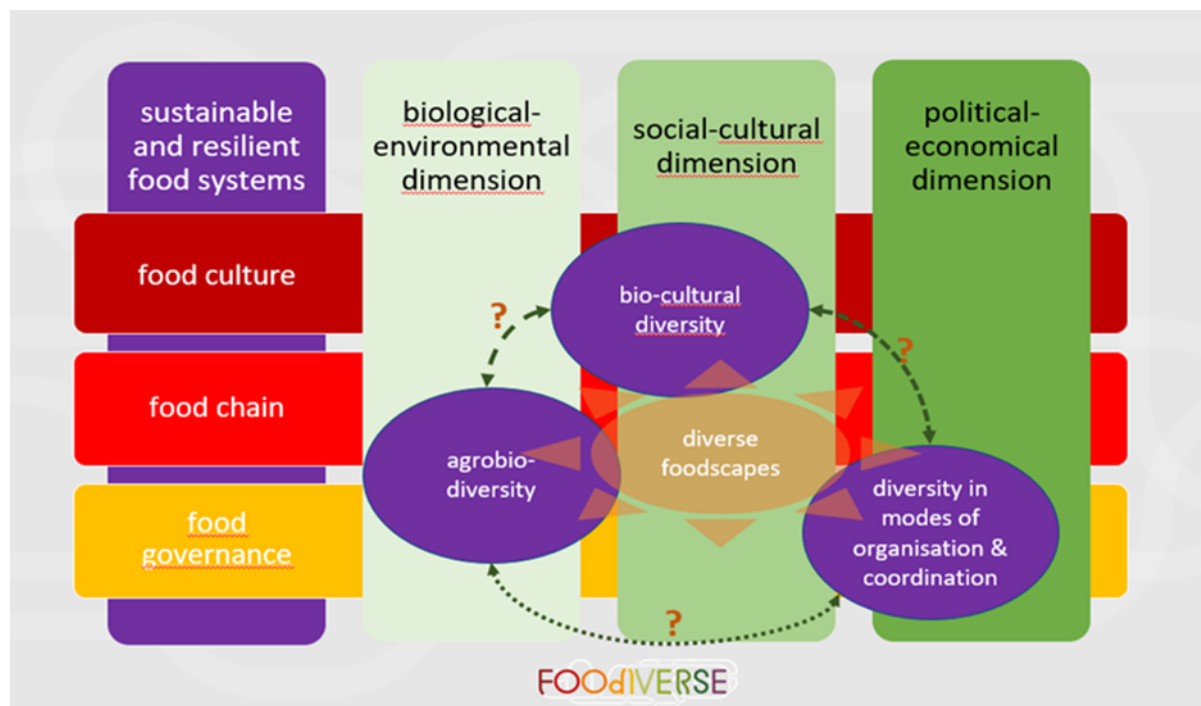 sustainable
and resilient
food systems
biological-
environmental
dimension
social-cultural
dimension
political-
economical
dimension
food culture
bio-cultural
diversity
?
?
food chain
diverse
foodscapes
agrobio-
diversity
diversity in
modes of
organisation &
coordination
food
governance
?
FOOdIVERSE